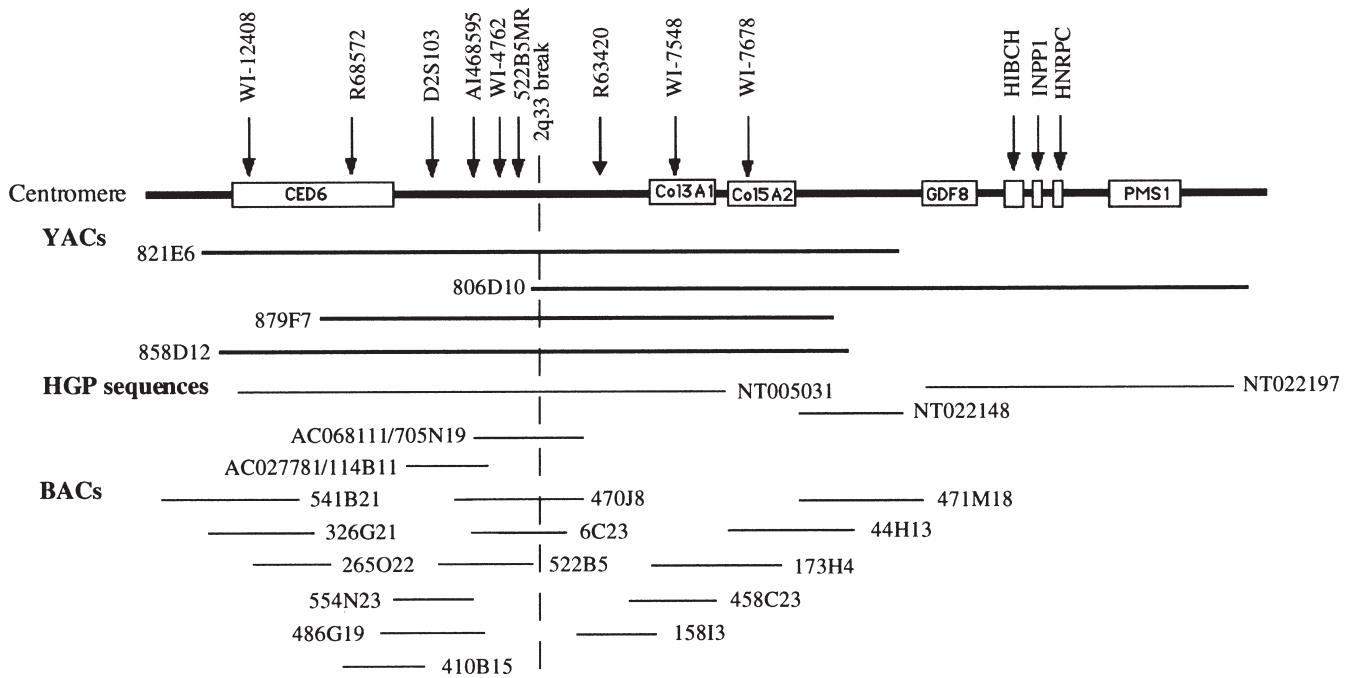 WI-12408
R68572
D2S103
AI468595
WI-4762
522B5MR
2q33 break
R63420
WI-7548
WI-7678
HIBCH
INPP1
HNRPC
Centromere
CED6
Col3A1
Col5A2
GDF8
PMS1
YACs
821E6
806D10
879F7
858D12
HGP sequences
NT005031
NT022197
NT022148
AC068111/705N19
AC027781/114B11
BACs
541B21
470J8
471M18
326G21
6C23
44H13
265O22
522B5
173H4
554N23
458C23
486G19
158I3
410B15